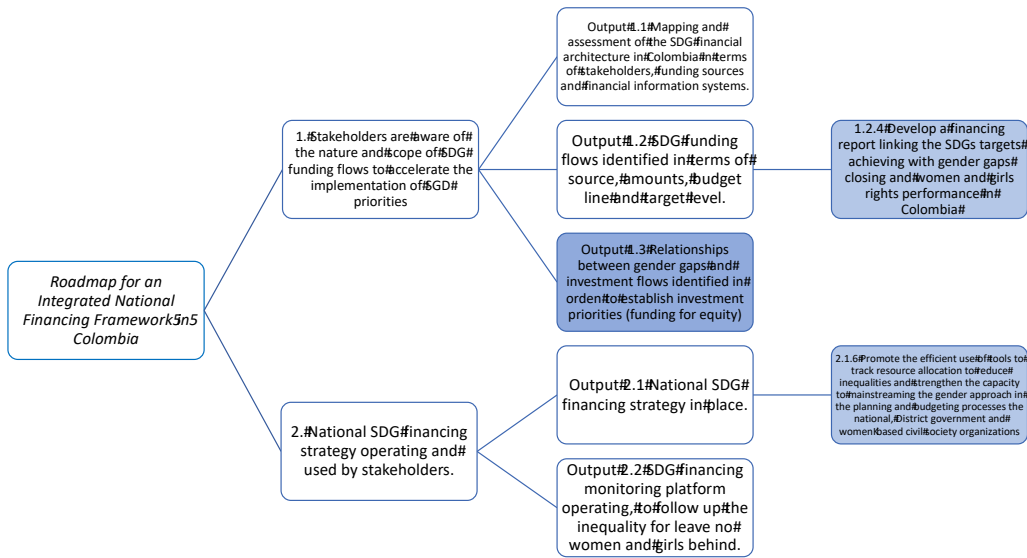 Roadmap for an
Integrated National
Financing Framework5in5
Colombia
1.#Stakeholders are#aware of#
the nature and#scope of#SDG#
funding flows to#accelerate the
implementation of#SGD#
priorities
Output#1.1#Mapping and#
assessment of#the SDG#financial
architecture in#Colombia#in#terms
of#stakeholders,#funding sources
and#financial information systems.
Output#1.2#SDG#funding
flows identified in#terms of#
source,#amounts,#budget
line#and#target#level.
1.2.4#Develop a#financing
report linking the SDGs targets#
achieving with gender gaps#
closing and#women and#girls
rights performance#in#
Colombia#
Output#1.3#Relationships
between gender gaps#and#
investment flows identified in#
orden#to#establish investment
priorities (funding for equity)
2.#National SDG#financing
strategy operating and#
used by stakeholders.
Output#2.1#National SDG#
financing strategy in#place.
2.1.6#Promote the efficient use#of#tools to#
track resource allocation to#reduce#
inequalities and#strengthen the capacity
to#mainstreaming the gender approach in#
the planning and#budgeting processes the
national,#District government and#
women#based civil#society organizations
Output#2.2#SDG#financing
monitoring platform
operating,#to#follow up#the
inequality for leave no#
women and#girls behind.